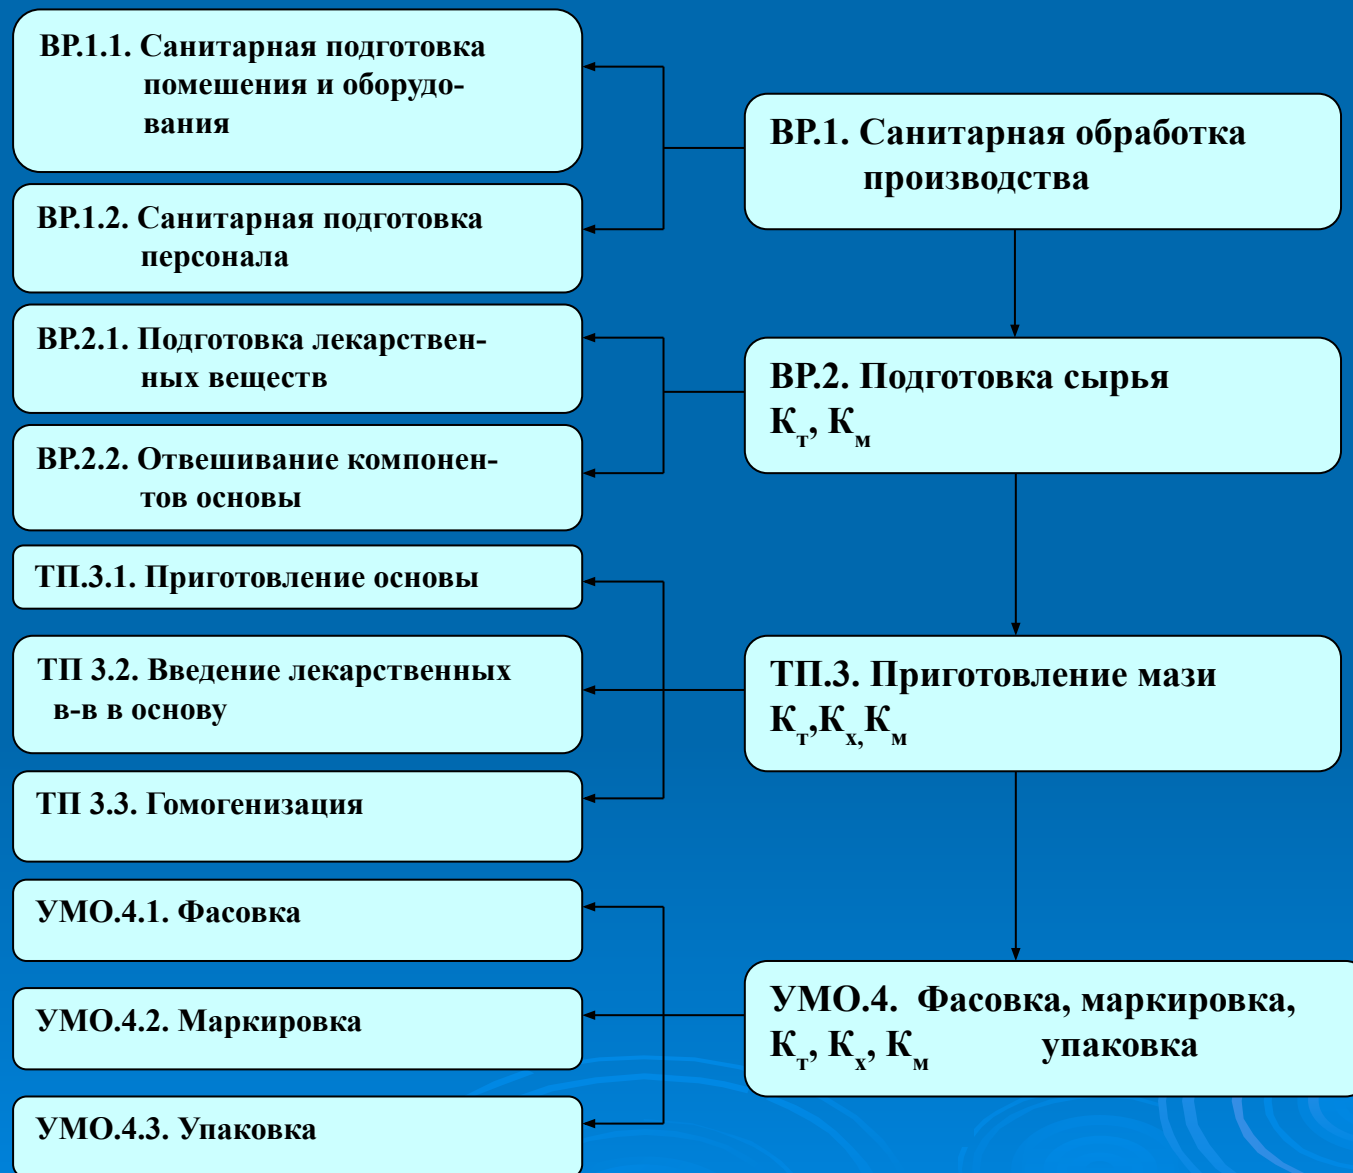 ВР.1.1. Санитарная подготовка
помешения и оборудо-
вания
ВР.1.2. Санитарная подготовка
персонала
ВР.2.1. Подготовка лекарствен-
ных веществ
ВР.2.2. Отвешивание компонен-
тов основы
ТП.3.1. Приготовление основы
ТП 3.2. Введение лекарственных
в-в в основу
ТП 3.3. Гомогенизация
УМО.4.1. Фасовка
УМО.4.2. Маркировка
УМО.4.3. Упаковка
ВР.1. Санитарная обработка
производства
ВР.2. Подготовка сырья
Кт, Км
ТП.3. Приготовление мази
Кт,Кх,Км
УМО.4. Фасовка, маркировка,
Кт, Кх, Км упаковка